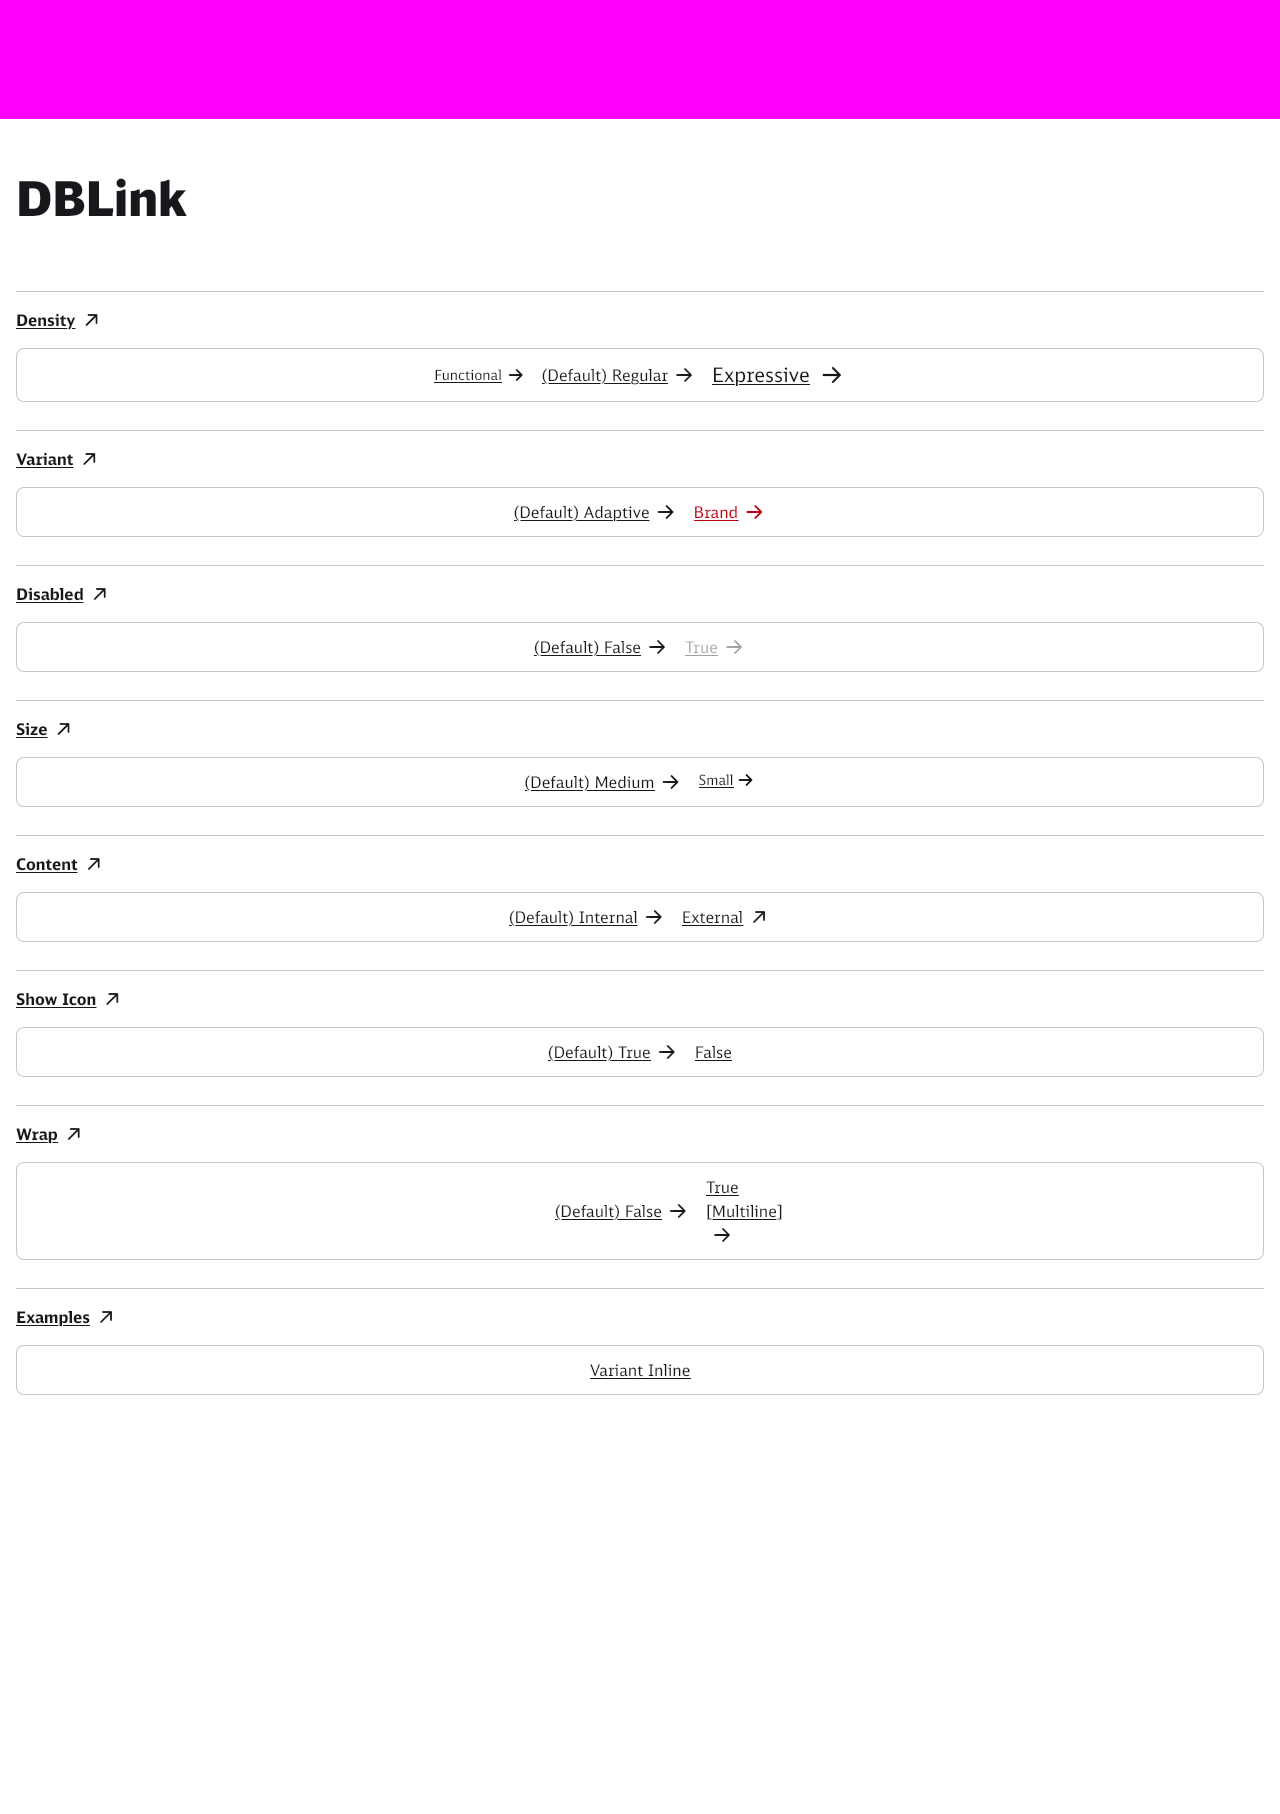 DBLink
Density
Functional (Default) Regular Expressive
Variant
(Default) Adaptive Brand
Disabled
(Default) False True
Size
(Default) Medium Small
Content
(Default) Internal External
Show Icon
(Default) True False
Wrap
True
(Default) False [Multiline]
Examples
Variant Inline